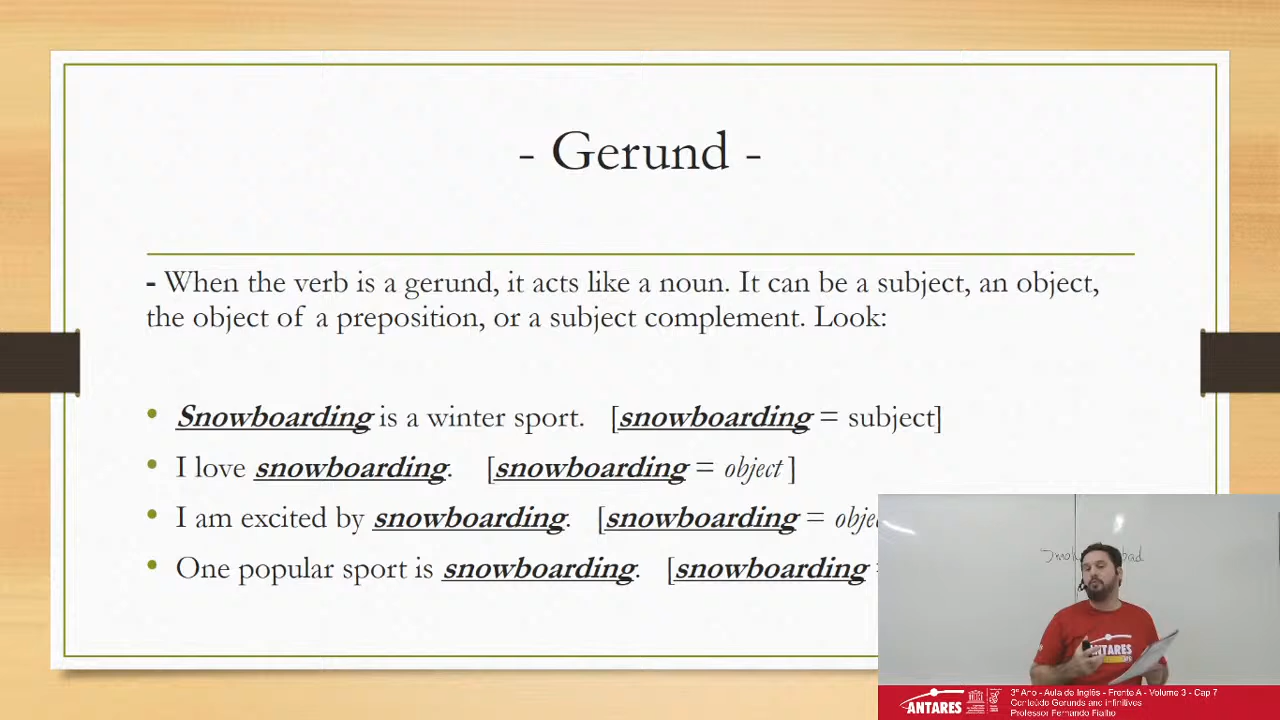 - Gerund -
- When the verb is a gerund, it acts like a noun. It can be a subject, an object,
the object of a preposition, or a subject complement. Look:
• Snowboarding is a winter sport. [snowboarding = subject]
• I love snowboarding. [snowboarding = object ]
• I am excited by snowboarding. [snowboarding = obje
• One popular sport is snowboarding. [snowboarding
bad
ANTARES
ANTARES
3º Ano - Aula de Inglês - Frente A - Volume 3 - Cap 7
Conteúdo Gerunds and Infinitives
Professor Fernando Fialho